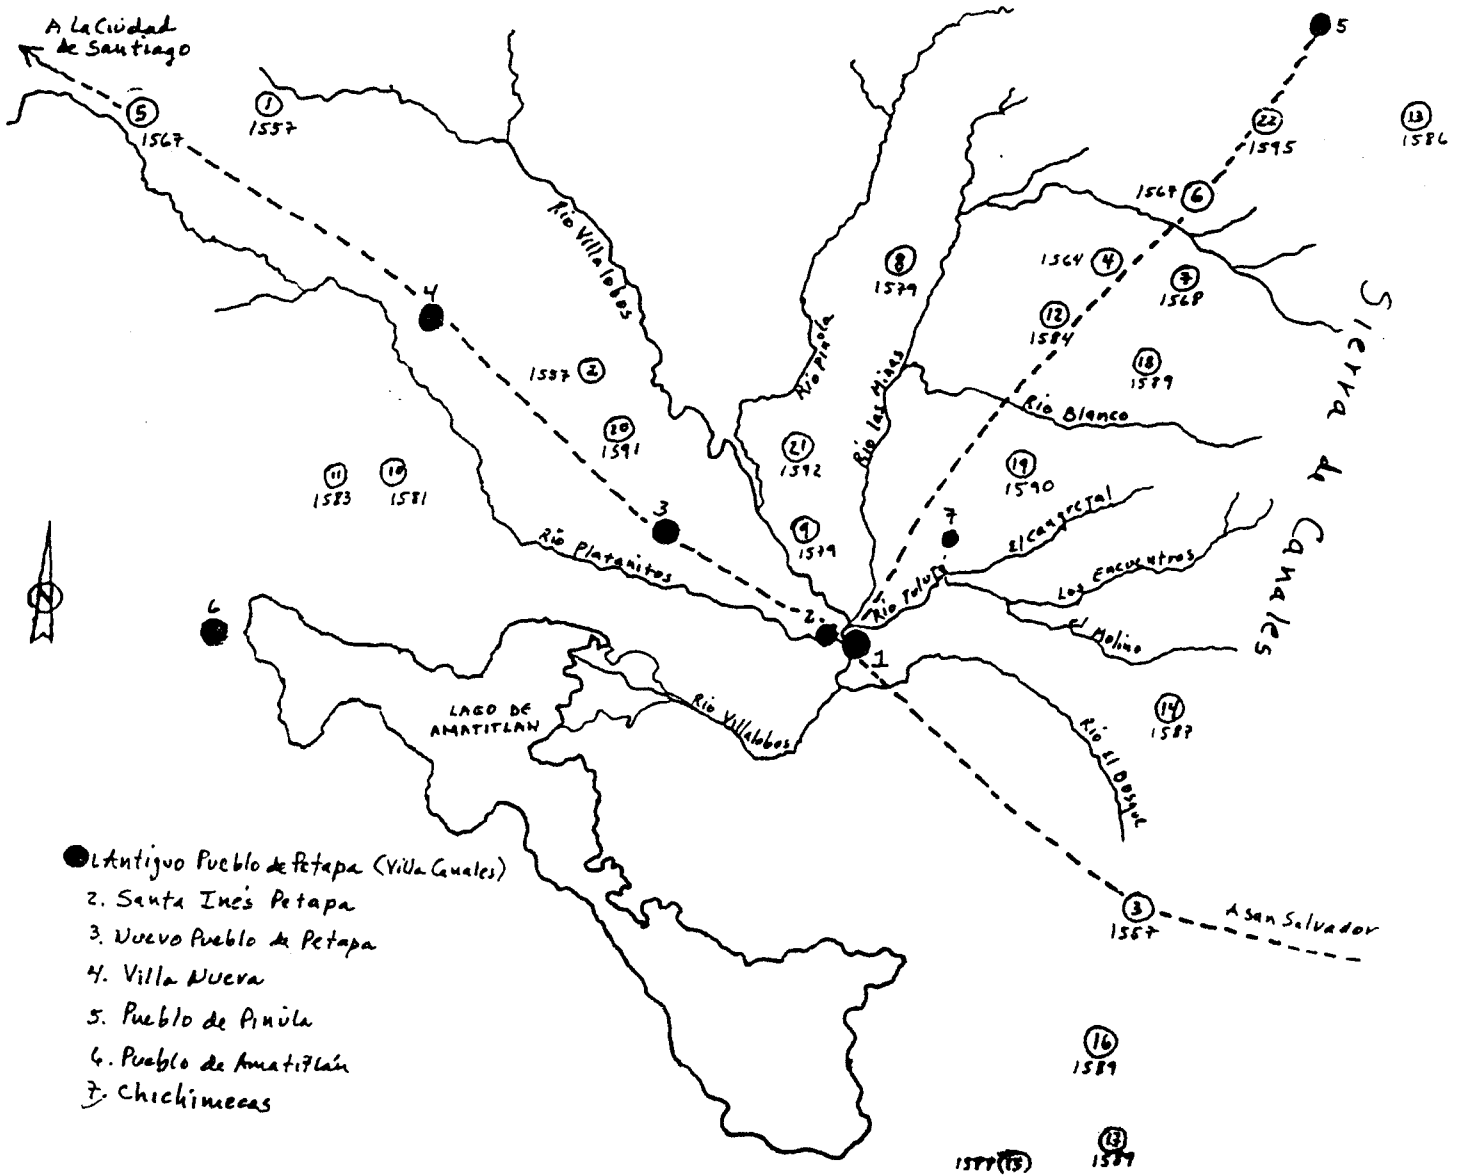 A La Ciudad
de Santiago
5
5
1567
1
1557
22
1595
13
1586
1567
6
Río Villalobos
8
1579
1564
4
7
1568
Sierra de Canales
4
12
1584
Río Pinola
Río Las Minas
18
1589
1557
2
Río Blanco
20
1591
21
1592
19
1590
11
1583
10
1581
3
9
1579
7
El Cangrejal
Río Platanitos
Los Encuentros
Río Tulujá
N
6
2
1
El Molino
LAGO DE
AMATITLAN
Río Villalobos
14
1587
Río El Bosque
1. Antiguo Pueblo de Petapa (Villa Canales)
2. Santa Inés Petapa
3. Nuevo Pueblo de Petapa
4. Villa Nueva
5. Pueblo de Pinula
6. Pueblo de Amatitlán
7. Chichimecas
3
1557
A San Salvador
16
1589
17
1589
15